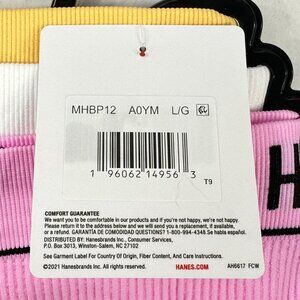 MHBP12 A0YM L/G
1 96062 14956 3
T9
H
COMFORT GUARANTEE
We want you to be comfortable in our products and if you're not happy, we're not happy.
Please return it to the address below and we will send you a replacement, if available,
or a refund. GARANTÍA DE COMODIDAD QUESTIONS? 1-800-994-4348 Se habla español.
DISTRIBUTED BY: Hanesbrands Inc., Consumer Services,
P.O. Box 3013, Winston-Salem, NC 27102
See Garment Label For Country Of Origin, Fiber Content, And Care Instructions.
©2021 Hanesbrands Inc. All rights reserved.
HANES.COM
AH6617 FCW